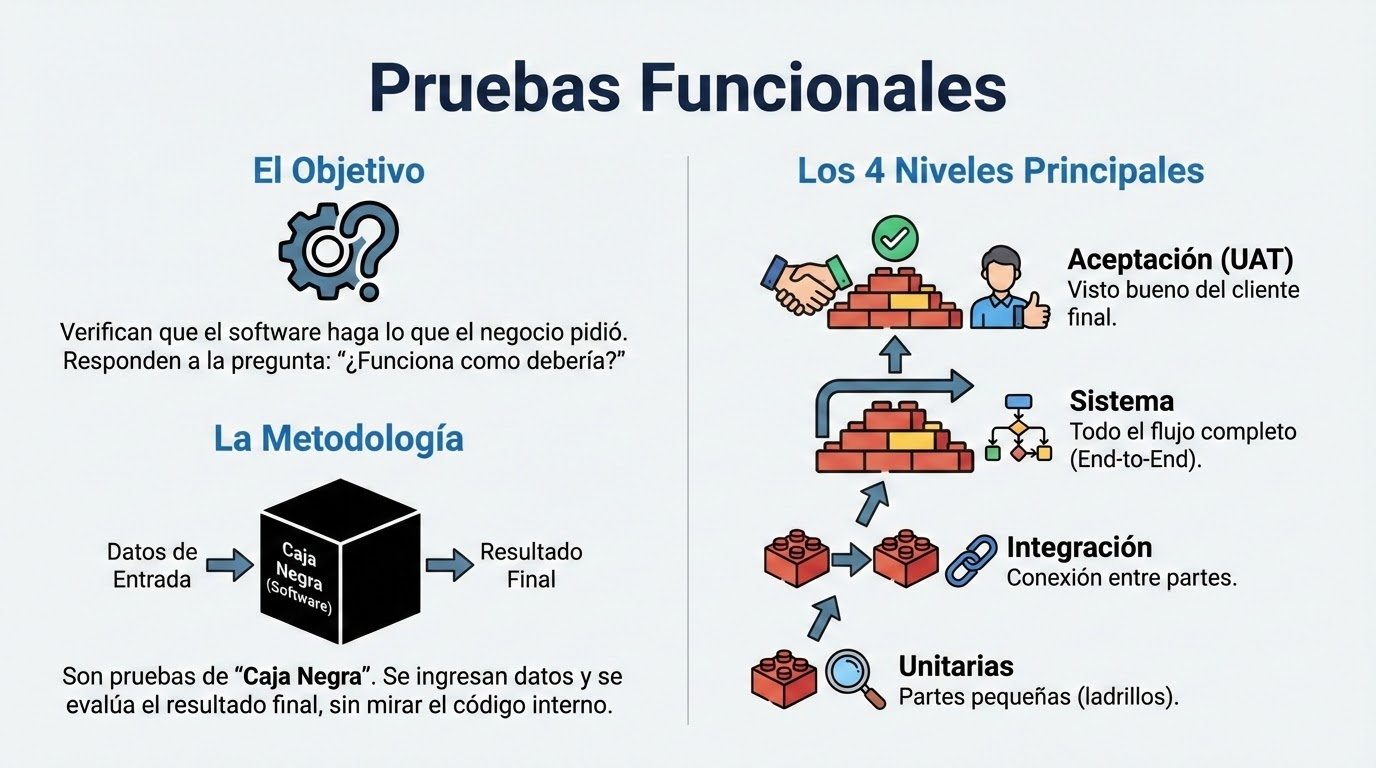 Pruebas Funcionales
El Objetivo
Verifican que el software haga lo que el negocio pidió.
Responden a la pregunta: “¿Funciona como debería?”
La Metodología
Datos de
Entrada
Caja
Negra
(Software)
Resultado
Final
Son pruebas de “Caja Negra”. Se ingresan datos y se
evalúa el resultado final, sin mirar el código interno.
Los 4 Niveles Principales
Aceptación (UAT)
Visto bueno del cliente
final.
Sistema
Todo el flujo completo
(End-to-End).
Integración
Conexión entre partes.
Unitarias
Partes pequeñas (ladrillos).